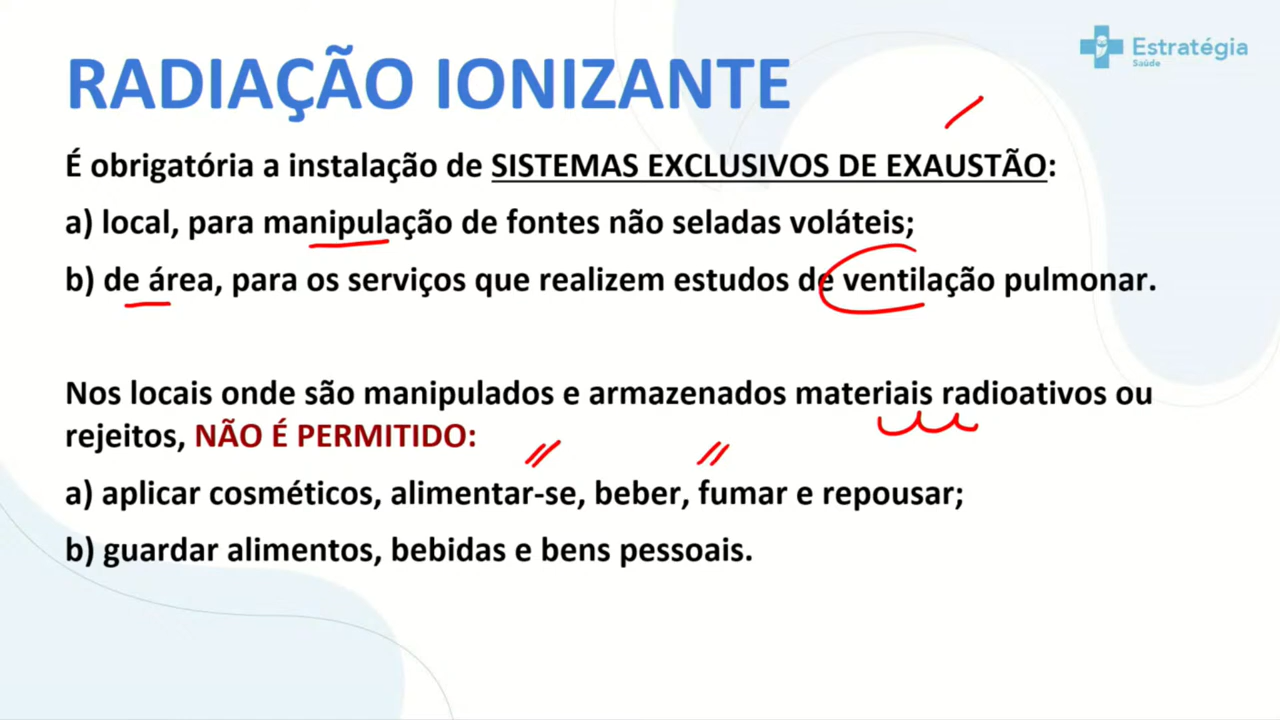 Estratégia
Saúde
RADIAÇÃO IONIZANTE
É obrigatória a instalação de SISTEMAS EXCLUSIVOS DE EXAUSTÃO:
a) local, para manipulação de fontes não seladas voláteis;
b) de área, para os serviços que realizem estudos de ventilação pulmonar.
Nos locais onde são manipulados e armazenados materiais radioativos ou
rejeitos, NÃO É PERMITIDO:
a) aplicar cosméticos, alimentar-se, beber, fumar e repousar;
b) guardar alimentos, bebidas e bens pessoais.